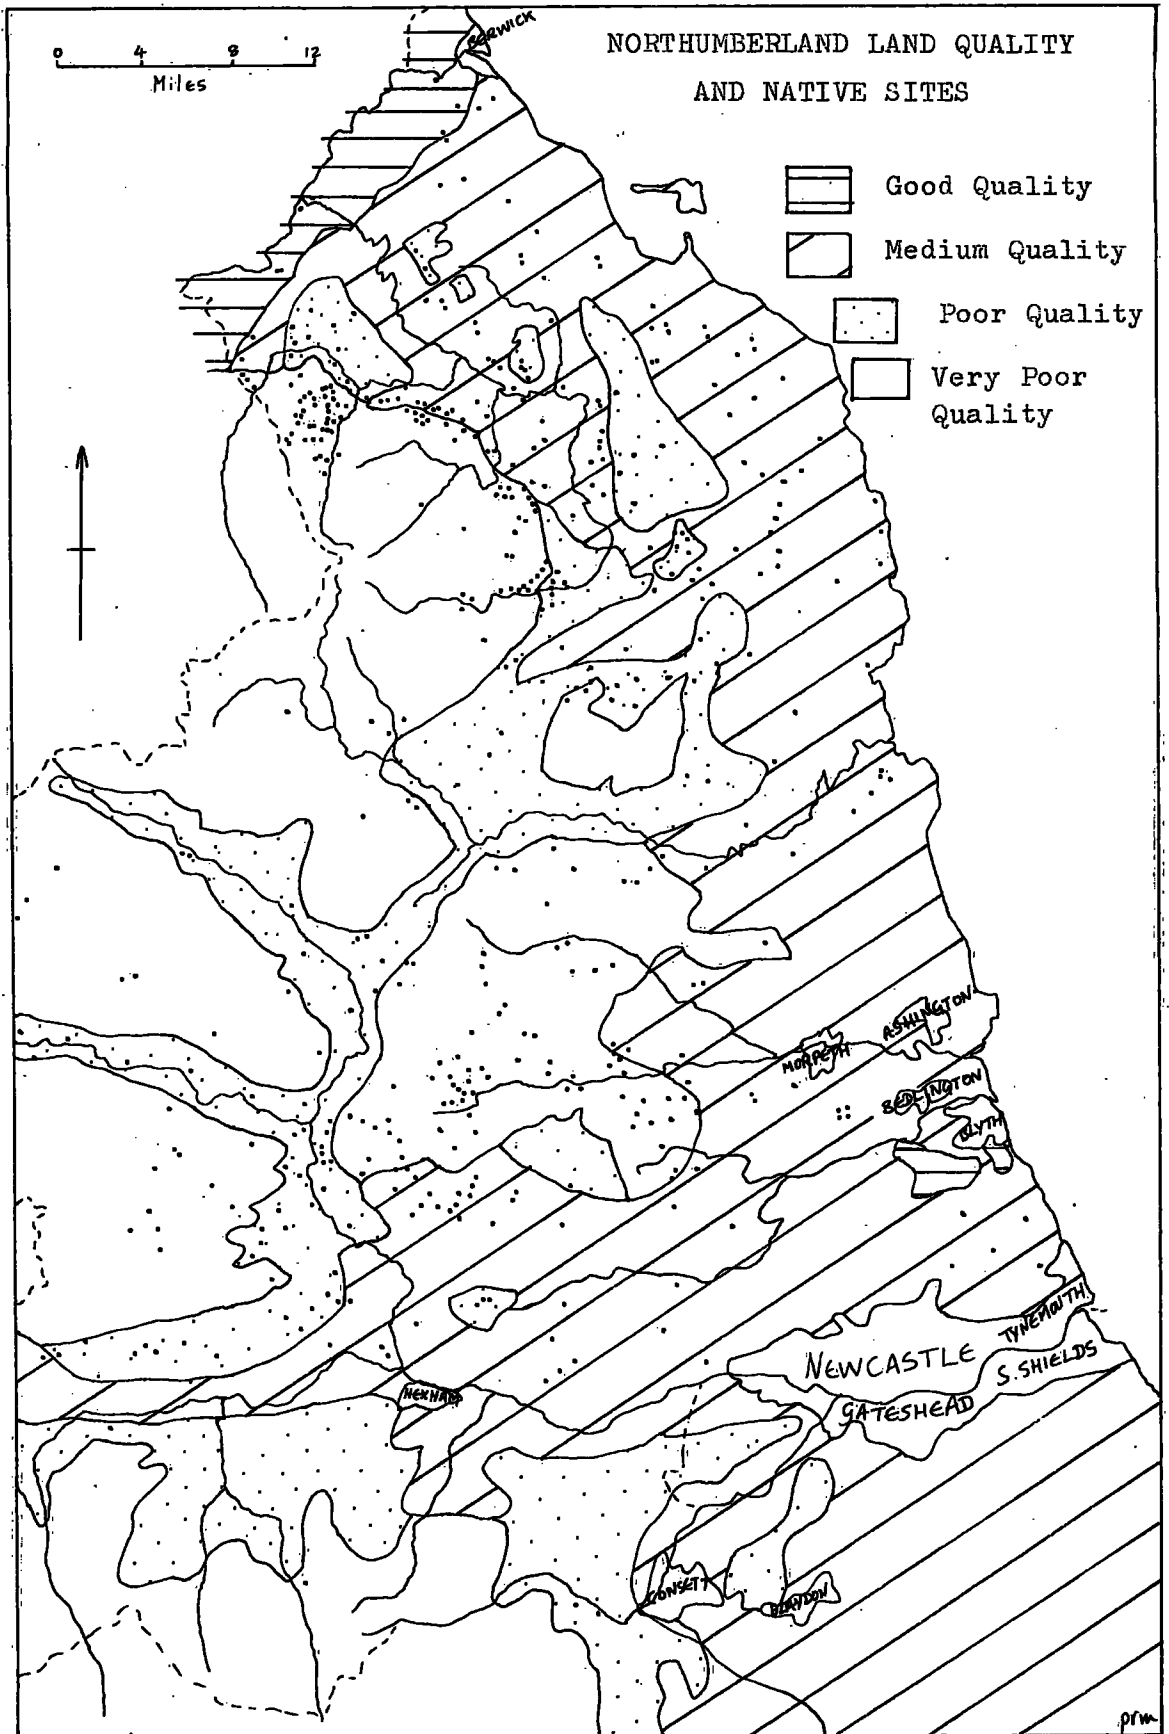 NORTHUMBERLAND LAND QUALITY
AND NATIVE SITES
0 4 8 12
Miles
BERWICK
Good Quality
Medium Quality
Poor Quality
Very Poor
Quality
ASHINGTON
MORPETH
BEDLINGTON
BLYTH
TYNEMOUTH
NEWCASTLE
S. SHIELDS
HEXHAM
GATESHEAD
CONSETT
prm